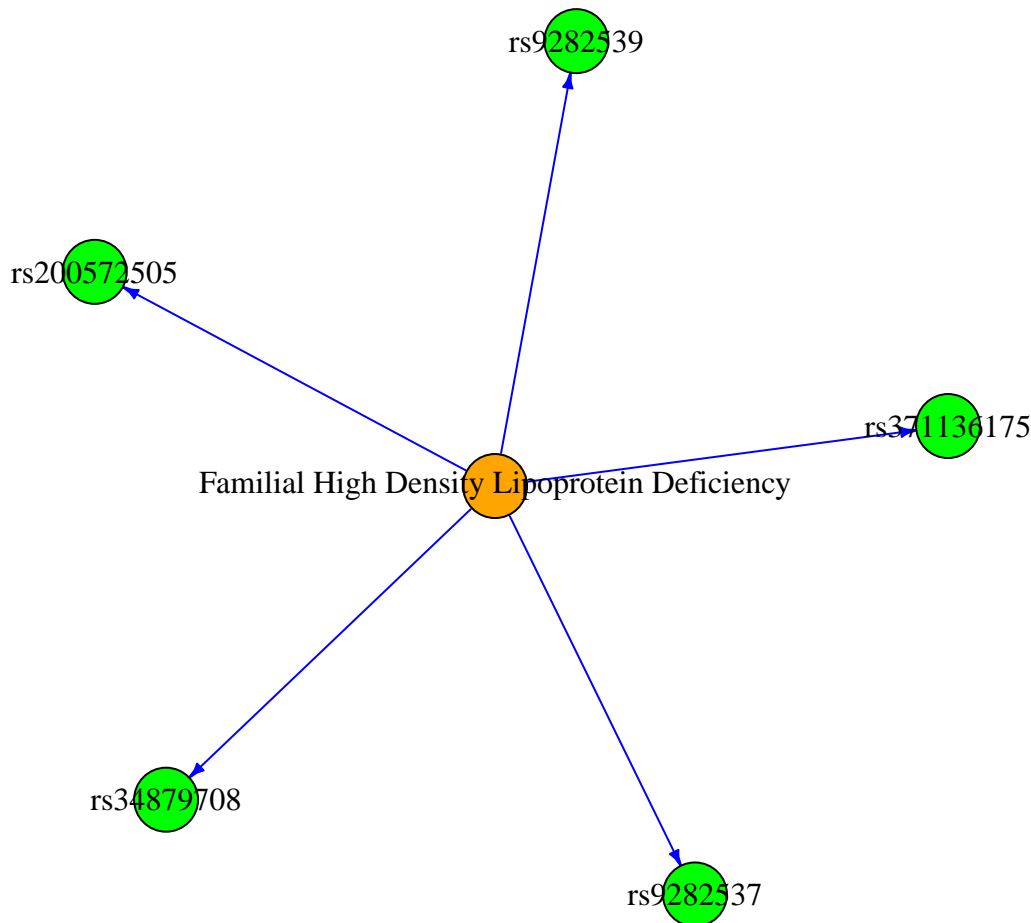 rs9282539
rs200572505
rs371136175
Familial High Density Lipoprotein Deficiency
rs34879708
rs9282537